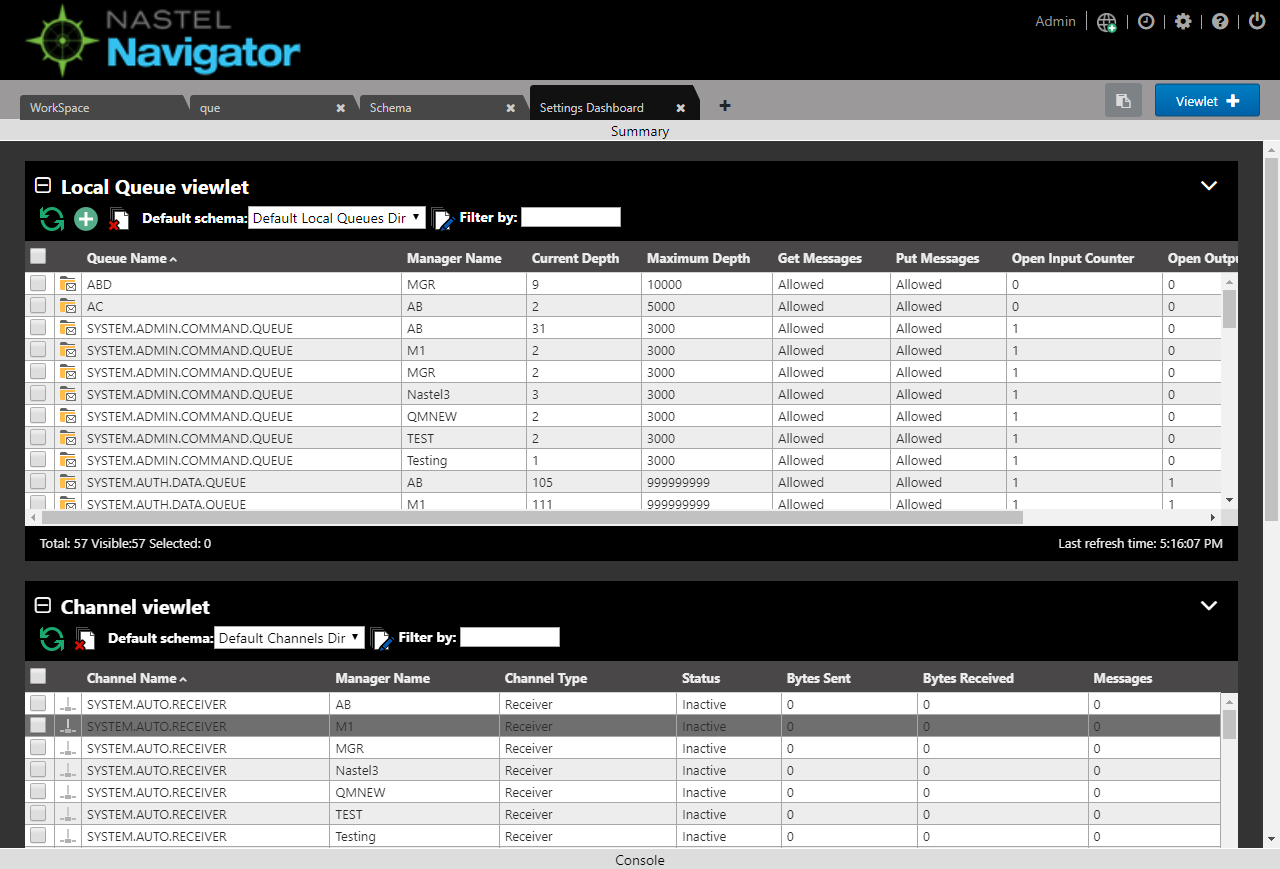 NASTEL
Navigator
Admin
WorkSpace que Schema Settings Dashboard Viewlet
Summary
Local Queue viewlet
Default schema: Default Local Queues Dir Filter by:
Queue Name Manager Name Current Depth Maximum Depth Get Messages Put Messages Open Input Counter Open Outpu
ABD MGR 9 10000 Allowed Allowed 0 0
AC AB 2 5000 Allowed Allowed 0 0
SYSTEM.ADMIN.COMMAND.QUEUE AB 31 3000 Allowed Allowed 1 0
SYSTEM.ADMIN.COMMAND.QUEUE M1 2 3000 Allowed Allowed 1 0
SYSTEM.ADMIN.COMMAND.QUEUE MGR 2 3000 Allowed Allowed 1 0
SYSTEM.ADMIN.COMMAND.QUEUE Nastel3 3 3000 Allowed Allowed 1 0
SYSTEM.ADMIN.COMMAND.QUEUE QMNEW 2 3000 Allowed Allowed 1 0
SYSTEM.ADMIN.COMMAND.QUEUE TEST 2 3000 Allowed Allowed 1 0
SYSTEM.ADMIN.COMMAND.QUEUE Testing 1 3000 Allowed Allowed 1 0
SYSTEM.AUTH.DATA.QUEUE AB 105 999999999 Allowed Allowed 1 1
SYSTEM.AUTH.DATA.QUEUE M1 111 999999999 Allowed Allowed 1 1
Total: 57 Visible:57 Selected: 0 Last refresh time: 5:16:07 PM
Channel viewlet
Default schema: Default Channels Dir Filter by:
Channel Name Manager Name Channel Type Status Bytes Sent Bytes Received Messages
SYSTEM.AUTO.RECEIVER AB Receiver Inactive 0 0 0
SYSTEM.AUTO.RECEIVER M1 Receiver Inactive 0 0 0
SYSTEM.AUTO.RECEIVER MGR Receiver Inactive 0 0 0
SYSTEM.AUTO.RECEIVER Nastel3 Receiver Inactive 0 0 0
SYSTEM.AUTO.RECEIVER QMNEW Receiver Inactive 0 0 0
SYSTEM.AUTO.RECEIVER TEST Receiver Inactive 0 0 0
SYSTEM.AUTO.RECEIVER Testing Receiver Inactive 0 0 0
Console